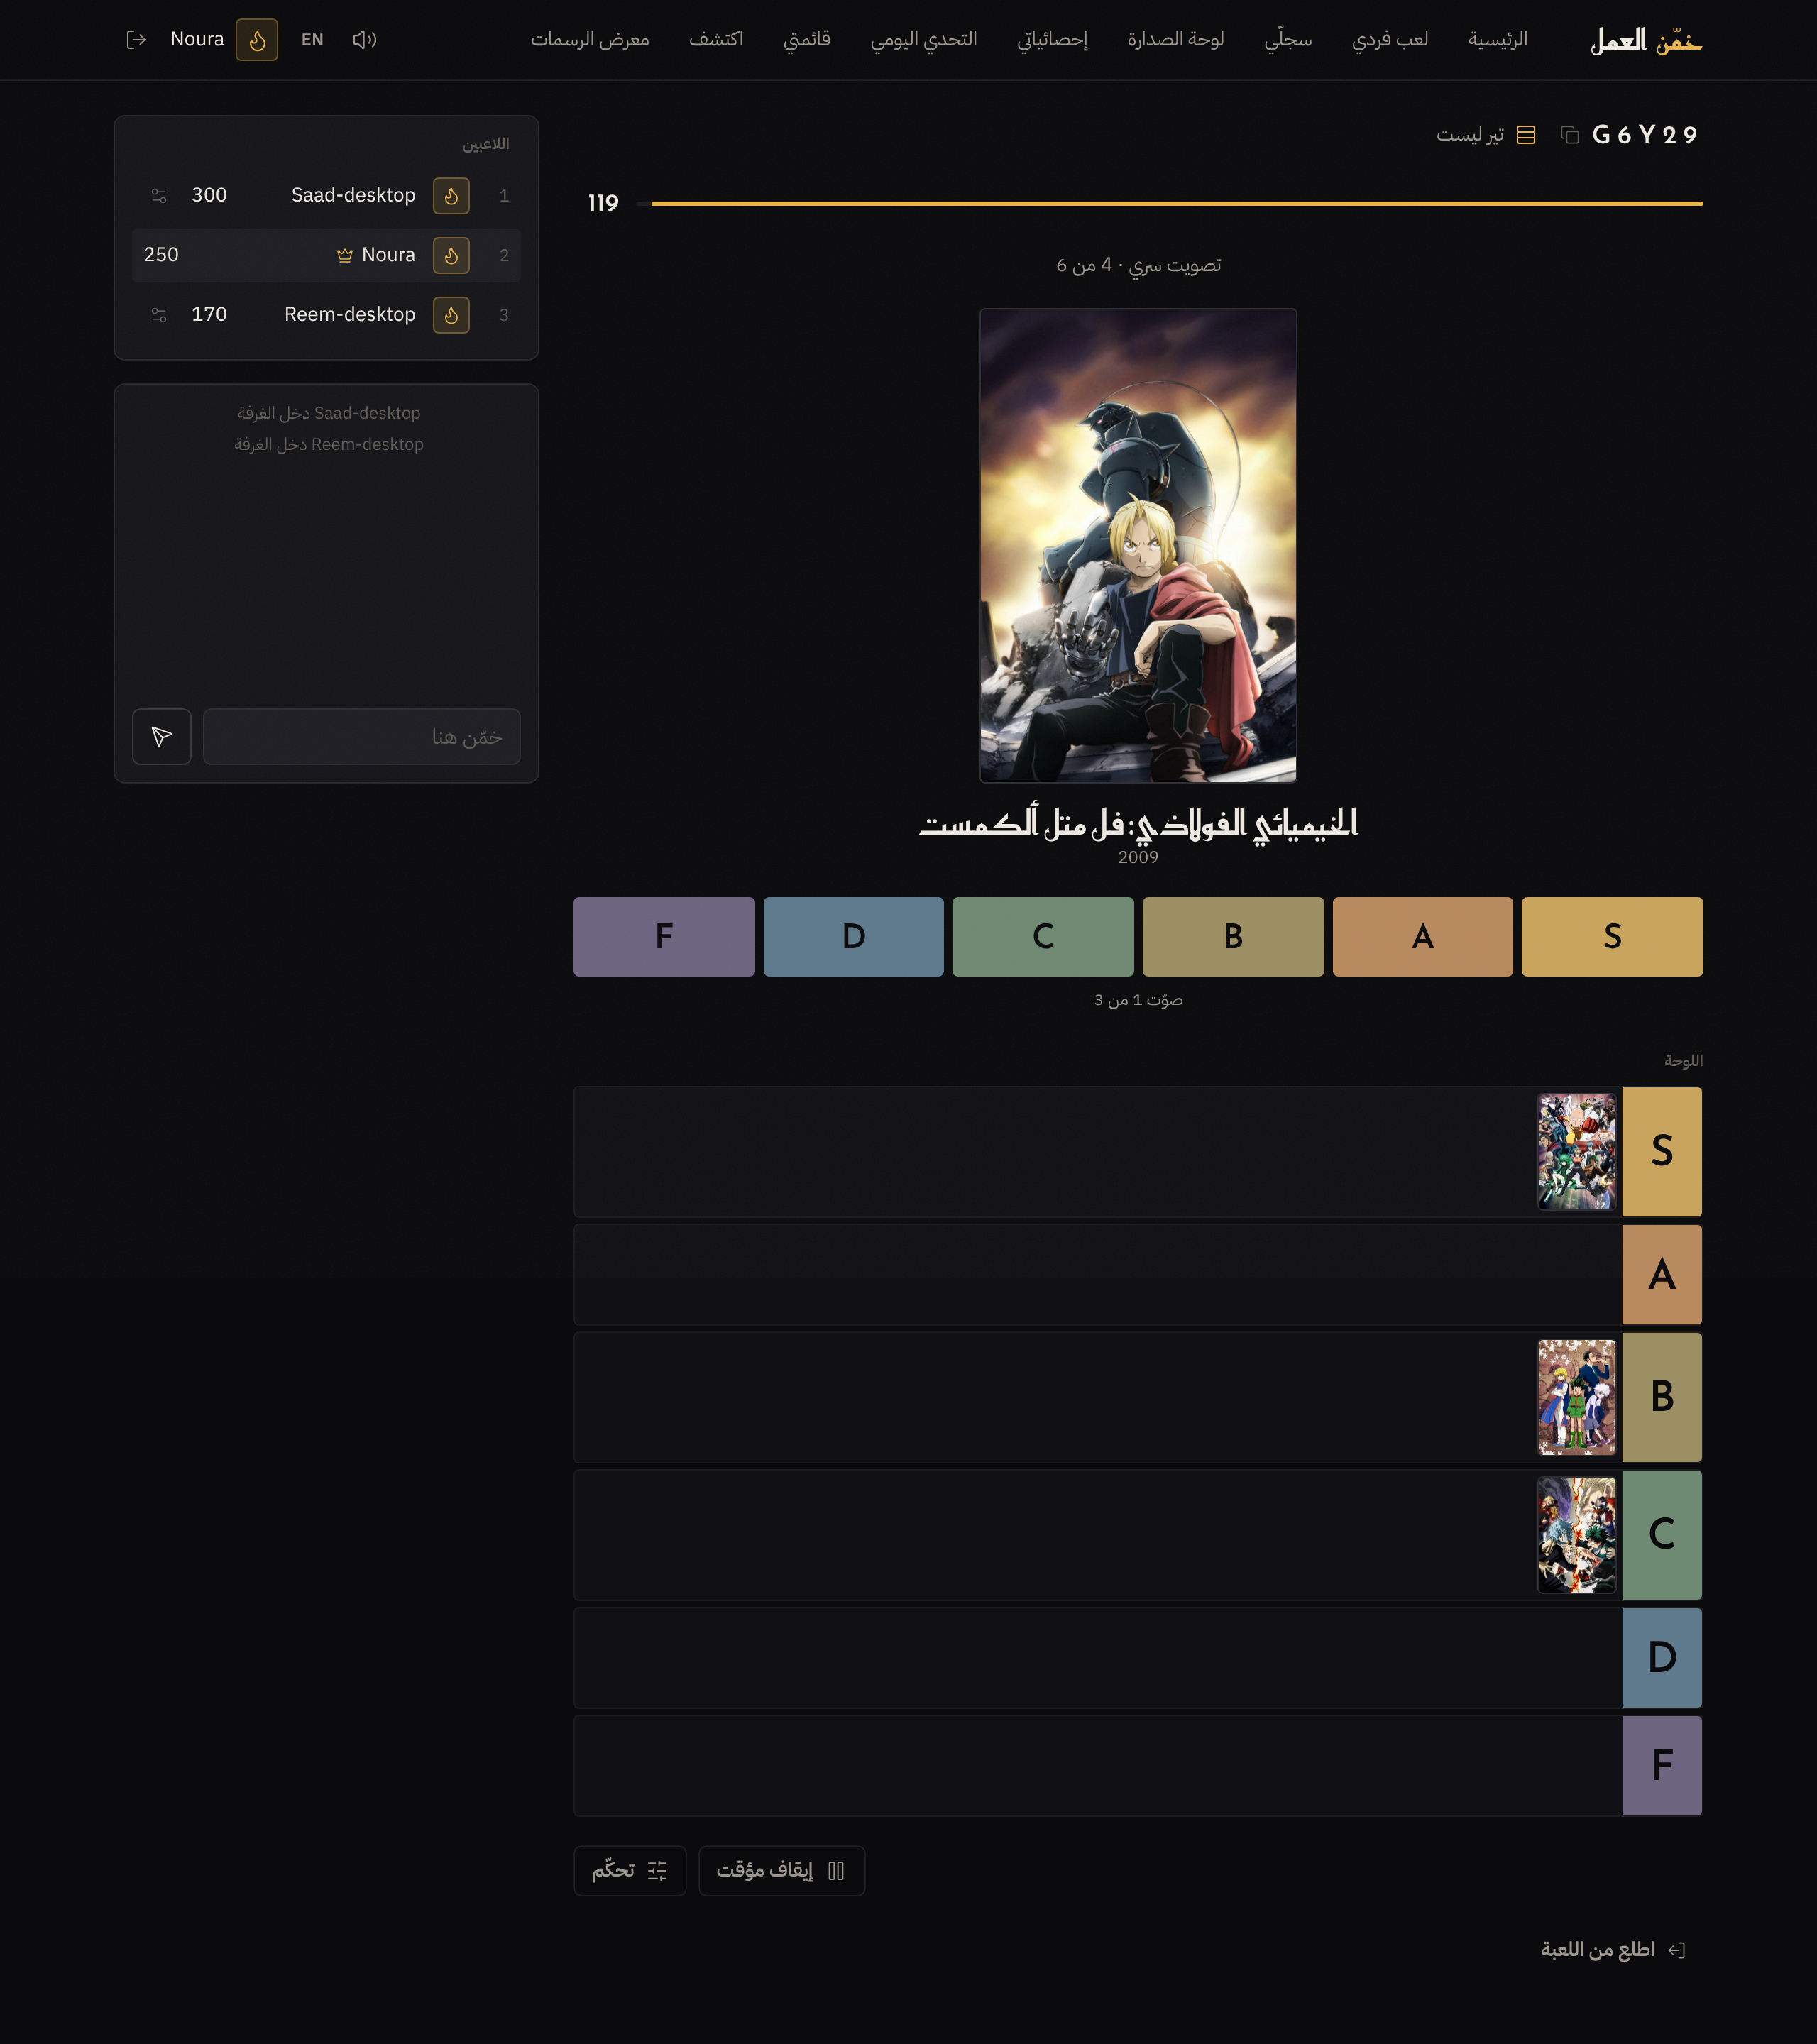 خمّن العمل
الرئيسية
لعب فردي
سجلّي
لوحة الصدارة
إحصائياتي
التحدي اليومي
قائمتي
اكتشف
معرض الرسمات
EN
Noura
G6Y29
تير ليست
119
تصويت سري · 4 من 6
الخيميائي الفولاذي: فل متل ألكمست
2009
S
A
B
C
D
F
صوّت 1 من 3
اللوحة
S
A
B
C
D
F
إيقاف مؤقت
تحكّم
اطلع من اللعبة
اللاعبين
1 Saad-desktop 300
2 Noura 250
3 Reem-desktop 170
Saad-desktop دخل الغرفة
Reem-desktop دخل الغرفة
خمّن هنا